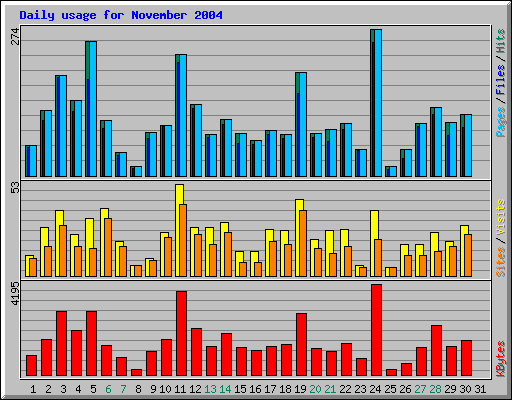 Daily usage for November 2004
274
Pages / Files / Hits
53
Sites / Visits
4195
KBytes
1 2 3 4 5 6 7 8 9 10 11 12 13 14 15 16 17 18 19 20 21 22 23 24 25 26 27 28 29 30 31